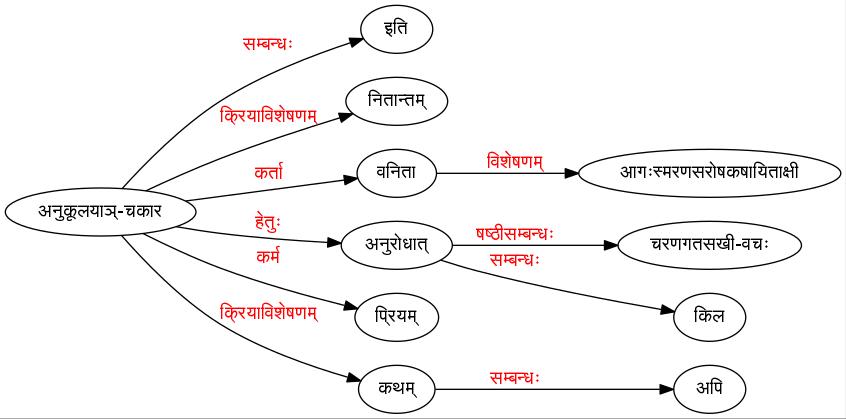 इति
सम्बन्धः
नितान्तम्
क्रियाविशेषणम्
वनिता
विशेषणम्
आगःस्मरणसरोषकषायिताक्षी
कर्ता
अनुकूलयाञ्-चकार
हेतुः
अनुरोधात्
षष्ठीसम्बन्धः
चरणगतसखी-वचः
सम्बन्धः
कर्म
प्रियम्
किल
क्रियाविशेषणम्
कथम्
सम्बन्धः
अपि